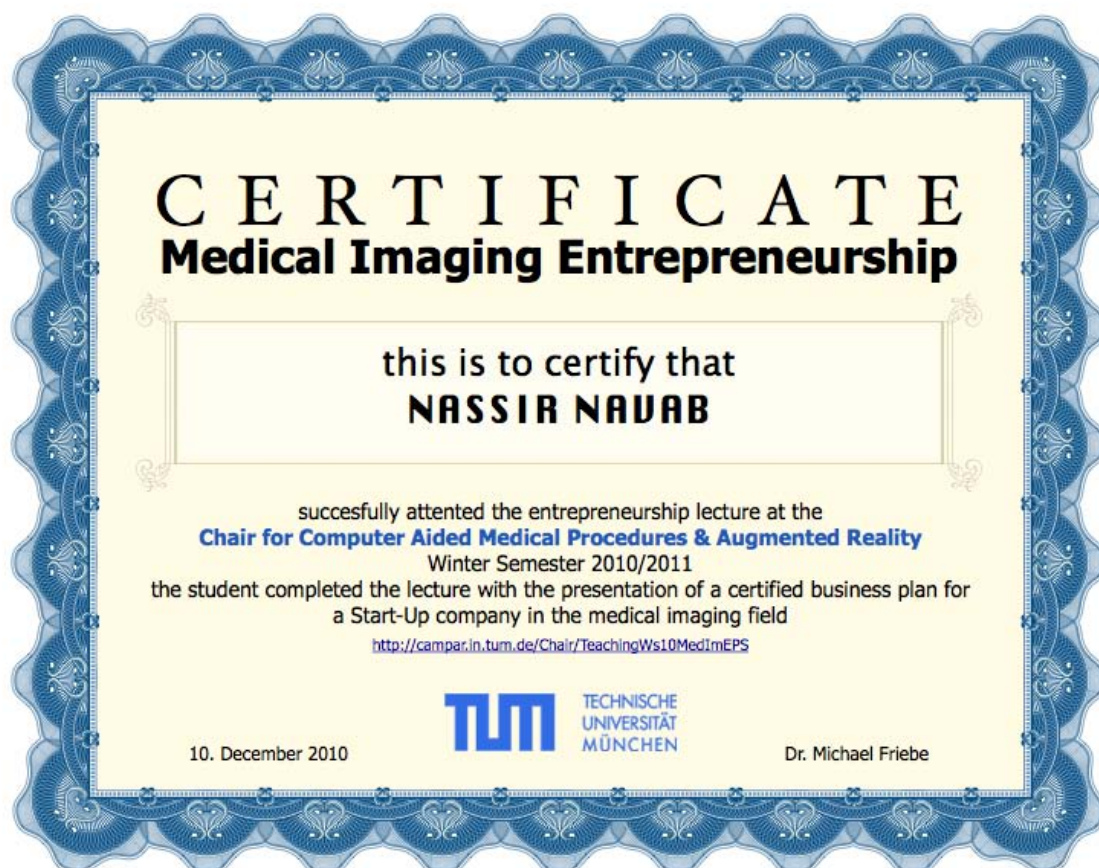 CERTIFICATE
Medical Imaging Entrepreneurship
this is to certify that
NASSIR NAVAB
succesfully attented the entrepreneurship lecture at the
Chair for Computer Aided Medical Procedures & Augmented Reality
Winter Semester 2010/2011
the student completed the lecture with the presentation of a certified business plan for
a Start-Up company in the medical imaging field
http://campar.in.tum.de/Chair/TeachingWs10MedImEPS
TUM
TECHNISCHE
UNIVERSITÄT
MÜNCHEN
10. December 2010
Dr. Michael Friebe